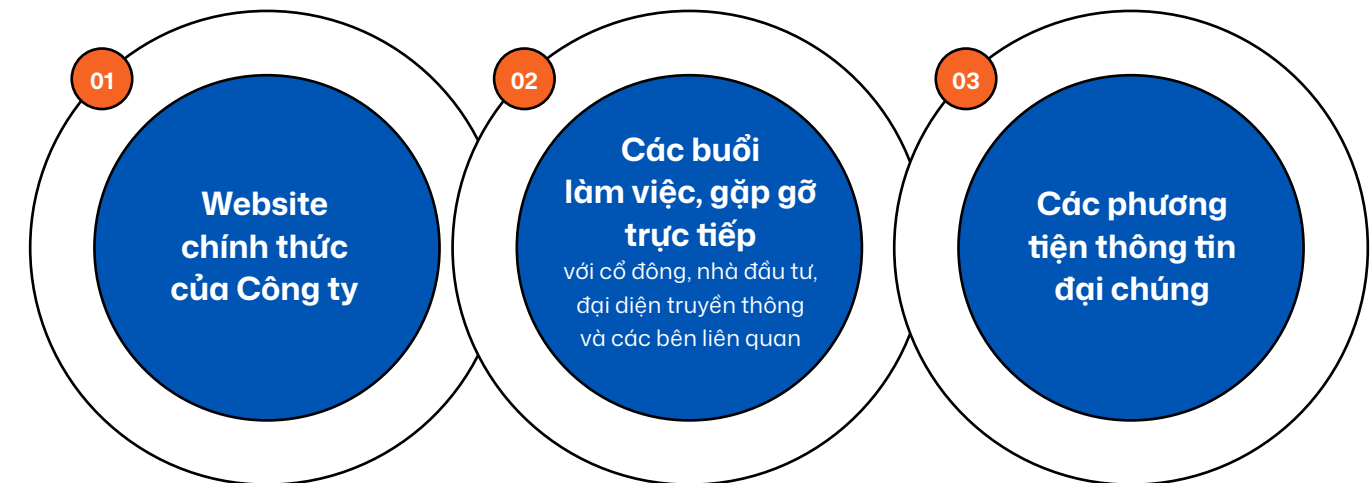 01
Website
chính thức
của Công ty
02
Các buổi
làm việc, gặp gỡ
trực tiếp
với cổ đông, nhà đầu tư,
đại diện truyền thông
và các bên liên quan
03
Các phương
tiện thông tin
đại chúng